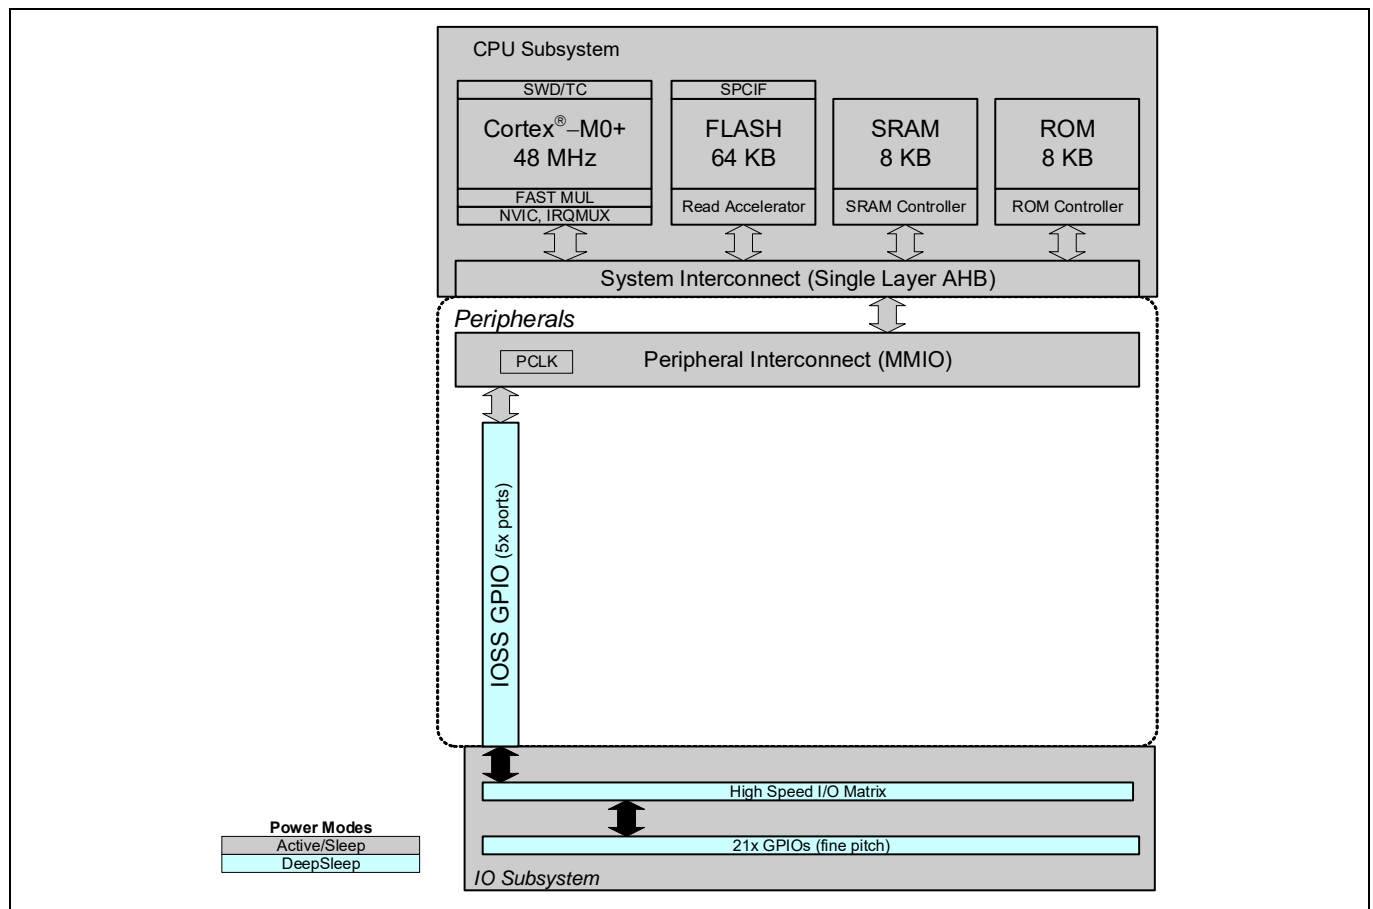 CPU Subsystem
SWD/TC
Cortex®–M0+
48 MHz
FAST MUL
NVIC, IRQMUX
SPCIF
FLASH
64 KB
Read Accelerator
SRAM
8 KB
SRAM Controller
ROM
8 KB
ROM Controller
System Interconnect (Single Layer AHB)
Peripherals
PCLK
Peripheral Interconnect (MMIO)
IOSS GPIO (5x ports)
High Speed I/O Matrix
21x GPIOs (fine pitch)
IO Subsystem
Power Modes
Active/Sleep
DeepSleep